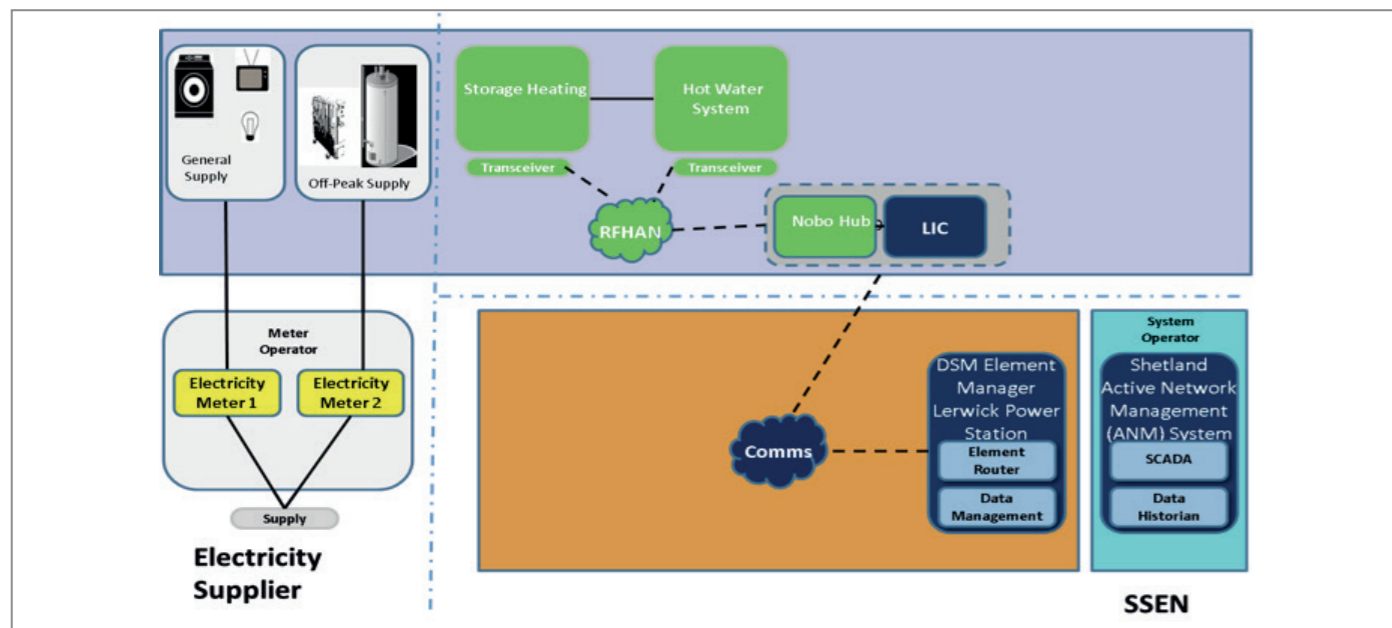 General
Supply
Off-Peak Supply
Storage Heating
Hot Water
System
Transceiver
Transceiver
RFHAN
Nobo Hub
LIC
Meter
Operator
Electricity
Meter 1
Electricity
Meter 2
Supply
Electricity
Supplier
Comms
DSM Element
Manager
Lerwick Power
Station
Element
Router
Data
Management
System
Operator
Shetland
Active Network
Management
(ANM) System
SCADA
Data
Historian
SSEN